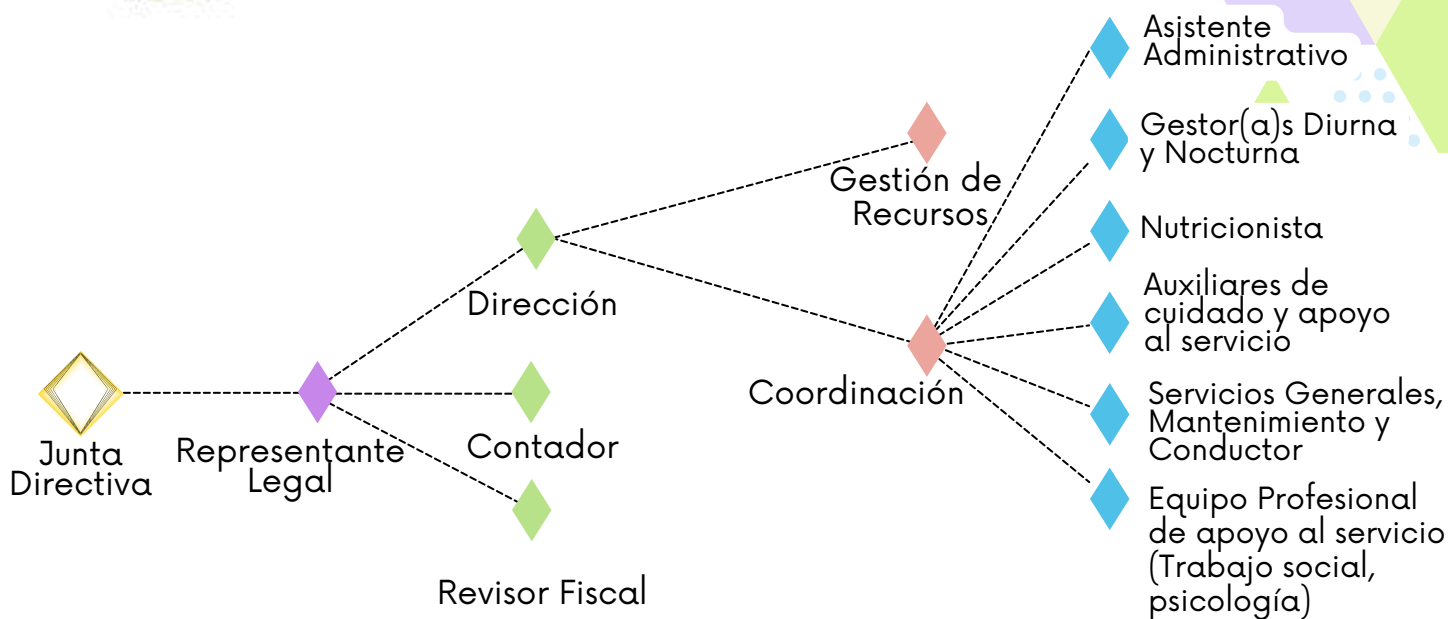 Asistente
Administrativo
Gestor(a)s Diurna
y Nocturna
Gestión de
Recursos
Nutricionista
Auxiliares de
cuidado y apoyo
al servicio
Dirección
Coordinación
Servicios Generales,
Mantenimiento y
Conductor
Junta
Directiva
Representante
Legal
Contador
Equipo Profesional
de apoyo al servicio
(Trabajo social,
psicología)
Revisor Fiscal